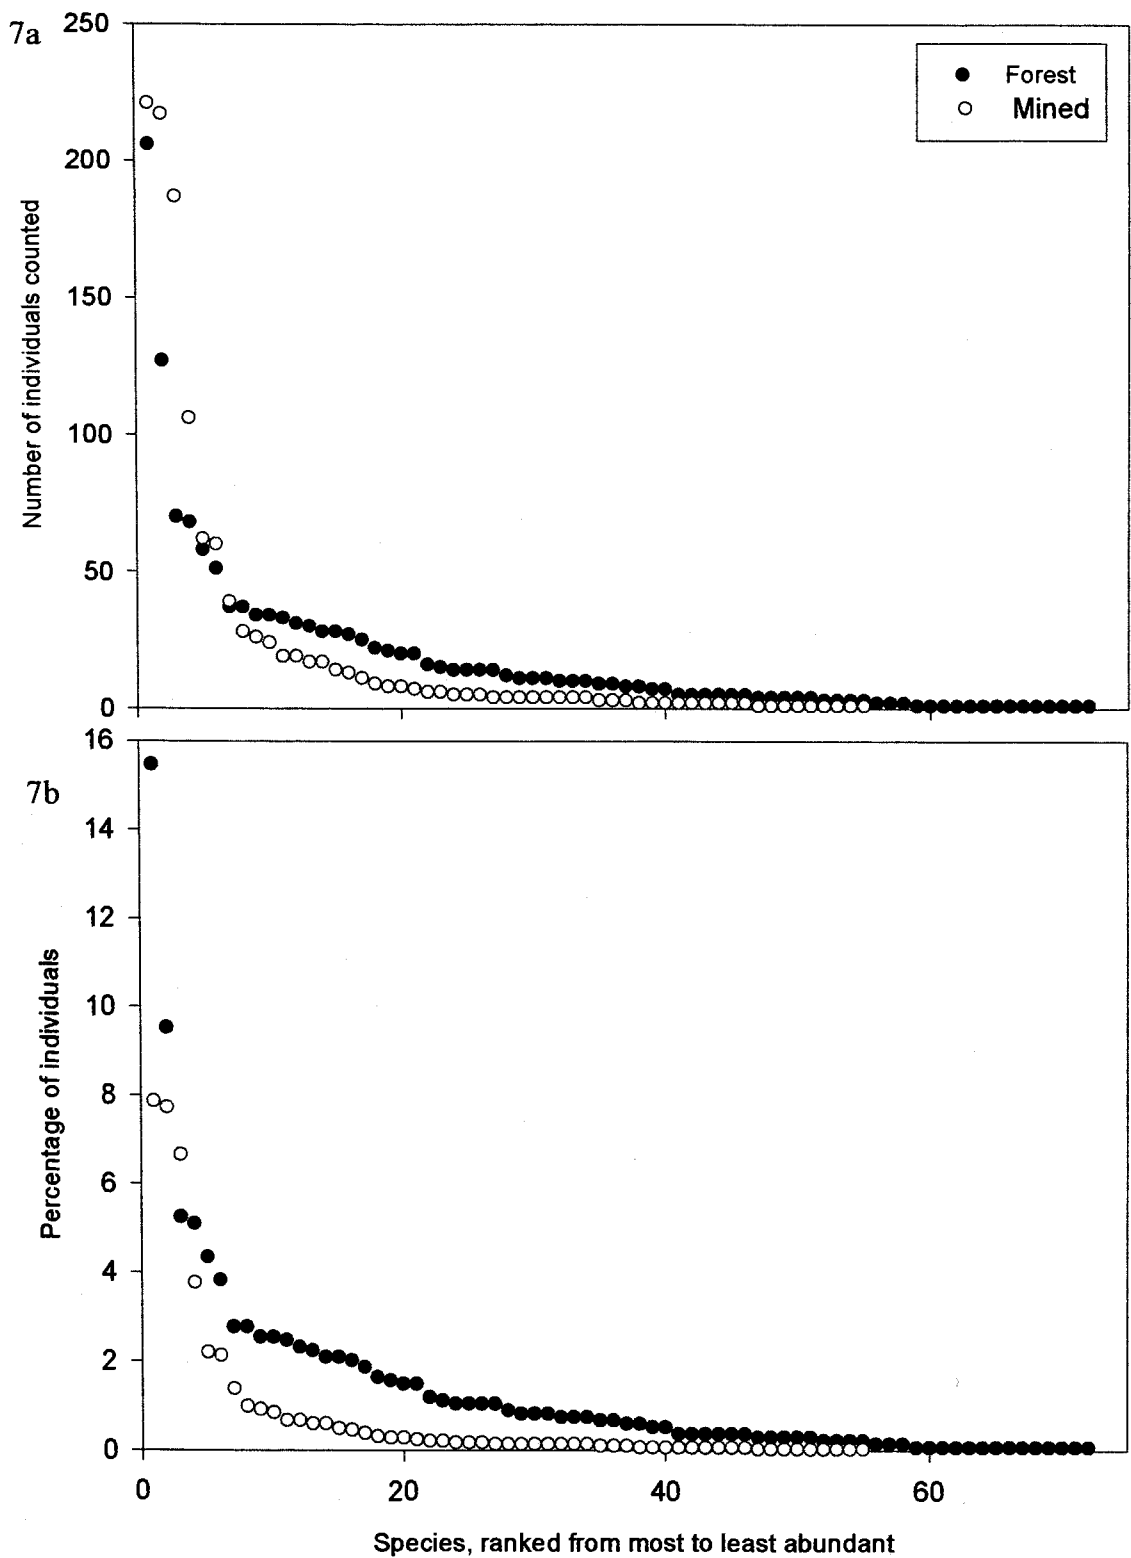 7a
250
200
150
100
50
0
Number of individuals counted
Forest
Mined
7b
16
14
12
10
8
6
4
2
0
Percentage of individuals
0 20 40 60
Species, ranked from most to least abundant